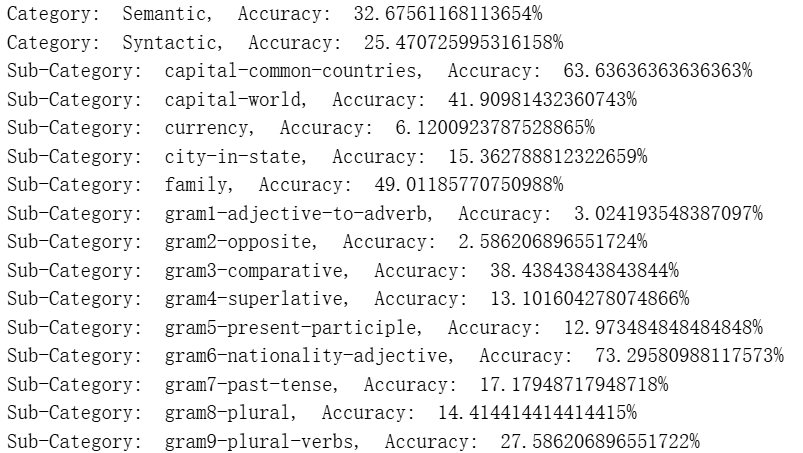 Category: Semantic, Accuracy: 32.67561168113654%
Category: Syntactic, Accuracy: 25.470725995316158%
Sub-Category: capital-common-countries, Accuracy: 63.63636363636363%
Sub-Category: capital-world, Accuracy: 41.90981432360743%
Sub-Category: currency, Accuracy: 6.1200923787528865%
Sub-Category: city-in-state, Accuracy: 15.362788812322659%
Sub-Category: family, Accuracy: 49.01185770750988%
Sub-Category: gram1-adjective-to-adverb, Accuracy: 3.024193548387097%
Sub-Category: gram2-opposite, Accuracy: 2.586206896551724%
Sub-Category: gram3-comparative, Accuracy: 38.43843843843844%
Sub-Category: gram4-superlative, Accuracy: 13.101604278074866%
Sub-Category: gram5-present-participle, Accuracy: 12.973484848484848%
Sub-Category: gram6-nationality-adjective, Accuracy: 73.29580988117573%
Sub-Category: gram7-past-tense, Accuracy: 17.17948717948718%
Sub-Category: gram8-plural, Accuracy: 14.414414414414415%
Sub-Category: gram9-plural-verbs, Accuracy: 27.586206896551722%